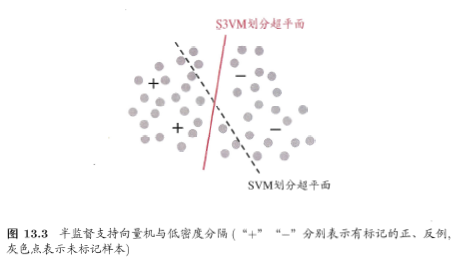 S3VM划分超平面
+
−
+
−
SVM划分超平面
图 13.3 半监督支持向量机与低密度分隔 (“+” “−” 分别表示有标记的正、反例,
灰色点表示未标记样本)